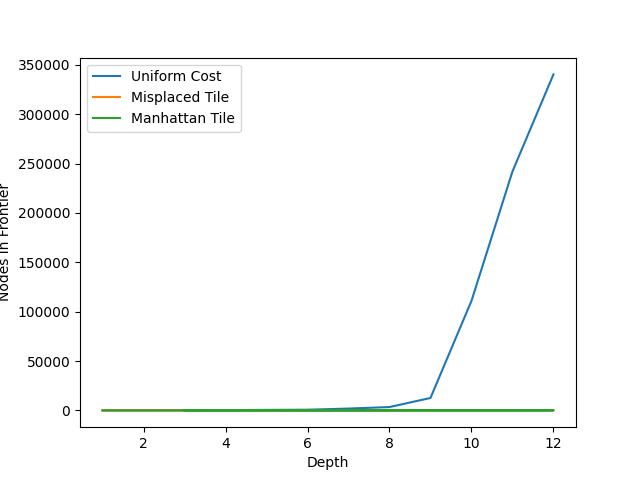 350000
300000
250000
200000
150000
100000
50000
0
Nodes in Frontier
Uniform Cost
Misplaced Tile
Manhattan Tile
2 4 6 8 10 12
Depth